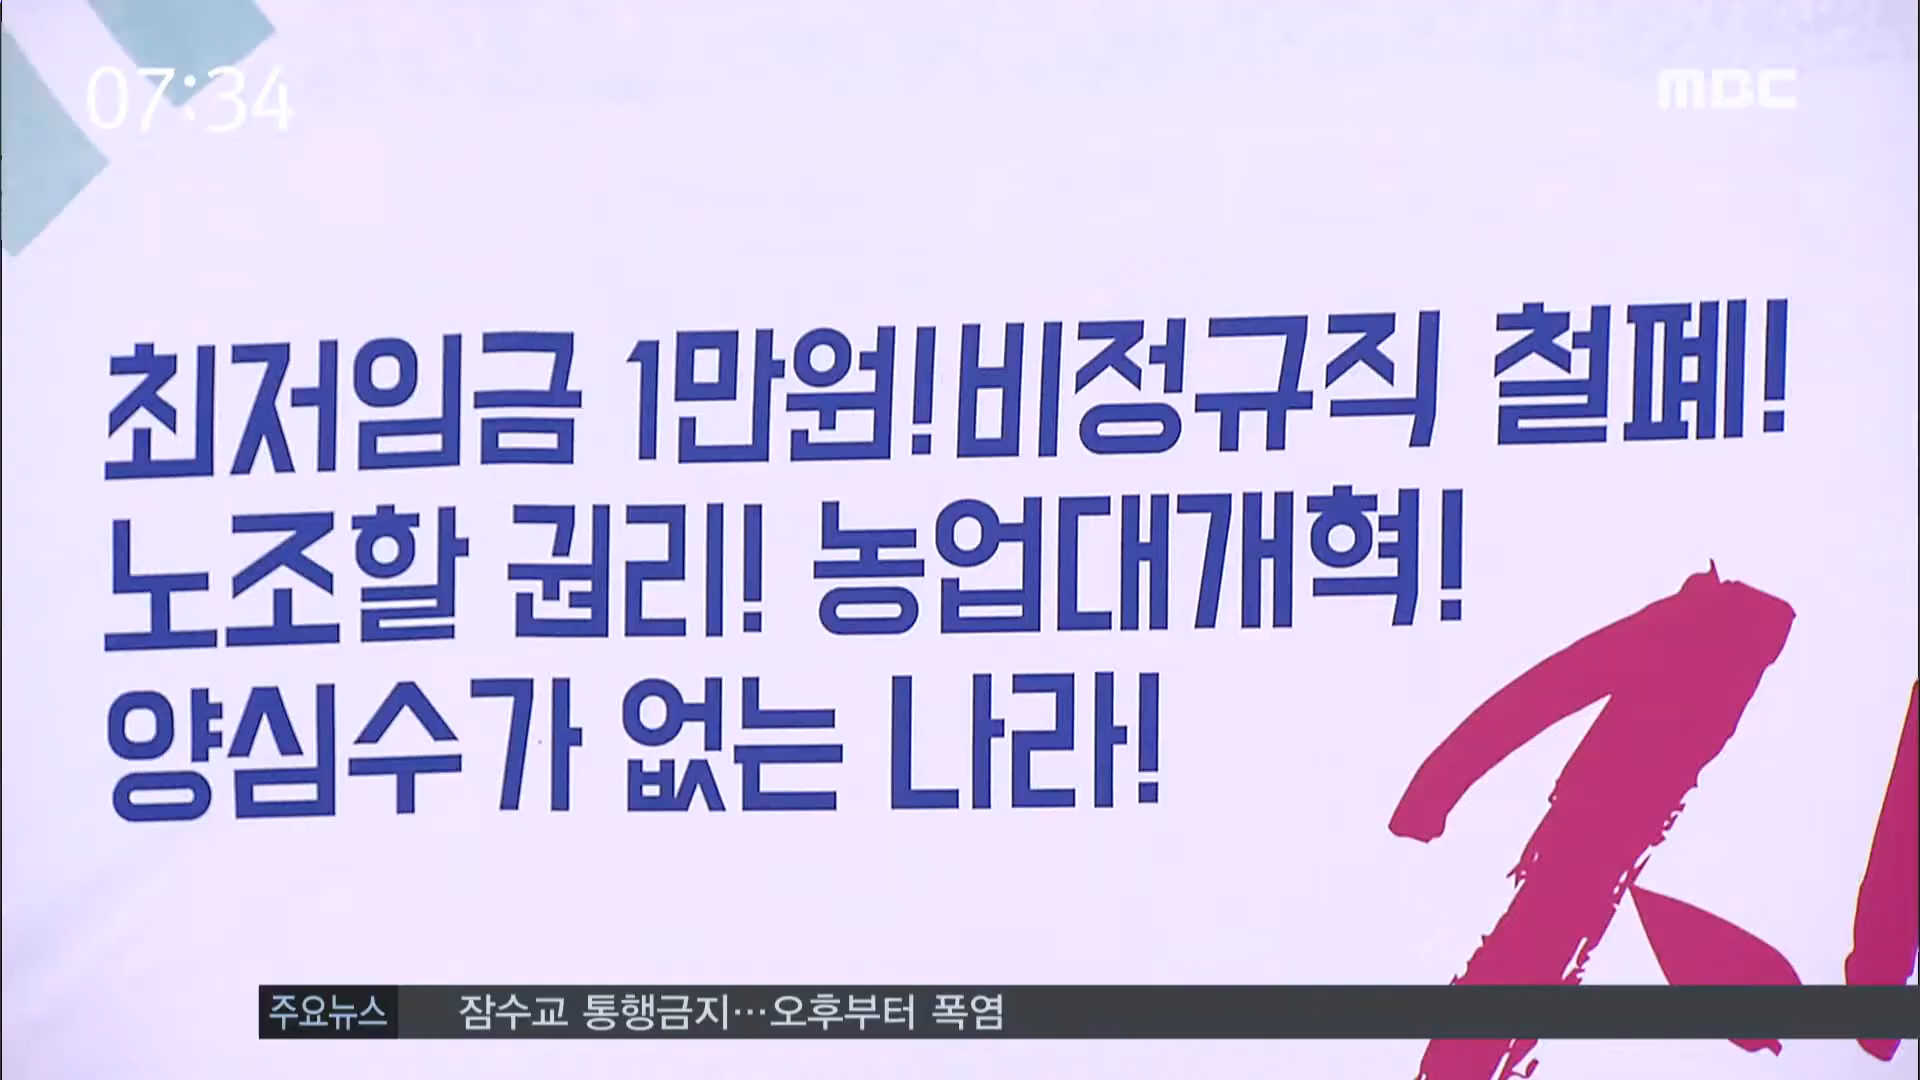 07:34
MBC
최저임금 1만원!비정규직 철폐!
노조할 권리! 농업대개혁!
양심수가 없는 나라!
주요뉴스 잠수교 통행금지…오후부터 폭염